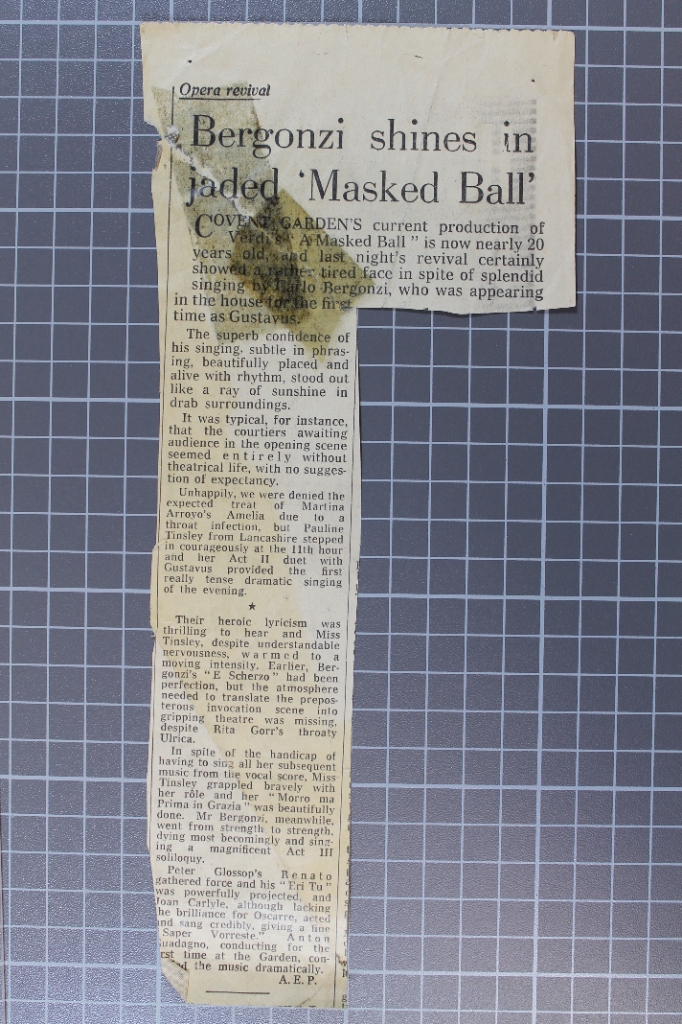 Opera revival
Bergonzi shines in
jaded ‘Masked Ball’
COVENT GARDEN'S current production of
Verdi's “ A Masked Ball ” is now nearly 20
years old, and last night's revival certainly
showed a rather tired face in spite of splendid
singing by Carlo Bergonzi, who was appearing
in the house for the first
time as Gustavus.
The superb confidence of
his singing, subtle in phras-
ing, beautifully placed and
alive with rhythm, stood out
like a ray of sunshine in
drab surroundings.
It was typical, for instance,
that the courtiers awaiting
audience in the opening scene
seemed entirely without
theatrical life, with no sugges-
tion of expectancy.
Unhappily, we were denied the
expected treat of Martina
Arroyo's Amelia due to a
throat infection, but Pauline
Tinsley from Lancashire stepped
in courageously at the 11th hour
and her Act II duet with
Gustavus provided the first
really tense dramatic singing
of the evening.
★
Their heroic lyricism was
thrilling to hear and Miss
Tinsley, despite understandable
nervousness, warmed to a
moving intensity. Earlier, Ber-
gonzi's “E Scherzo” had been
perfection, but the atmosphere
needed to translate the prepos-
terous invocation scene into
gripping theatre was missing,
despite Rita Gorr's throaty
Ulrica.
In spite of the handicap of
having to sing all her subsequent
music from the vocal score, Miss
Tinsley grappled bravely with
her rôle and her “Morro ma
Prima in Grazia” was beautifully
done. Mr Bergonzi, meanwhile,
went from strength to strength,
dying most becomingly and sing-
ing a magnificent Act III
soliloquy.
Peter Glossop's Renato
gathered force and his “Eri Tu”
was powerfully projected, and
Joan Carlyle, although lacking
the brilliance for Oscarre, acted
and sang credibly, giving a fine
“Saper Vorreste.” Anton
uadagno, conducting for the
rst time at the Garden, con-
d the music dramatically.
A.E.P.